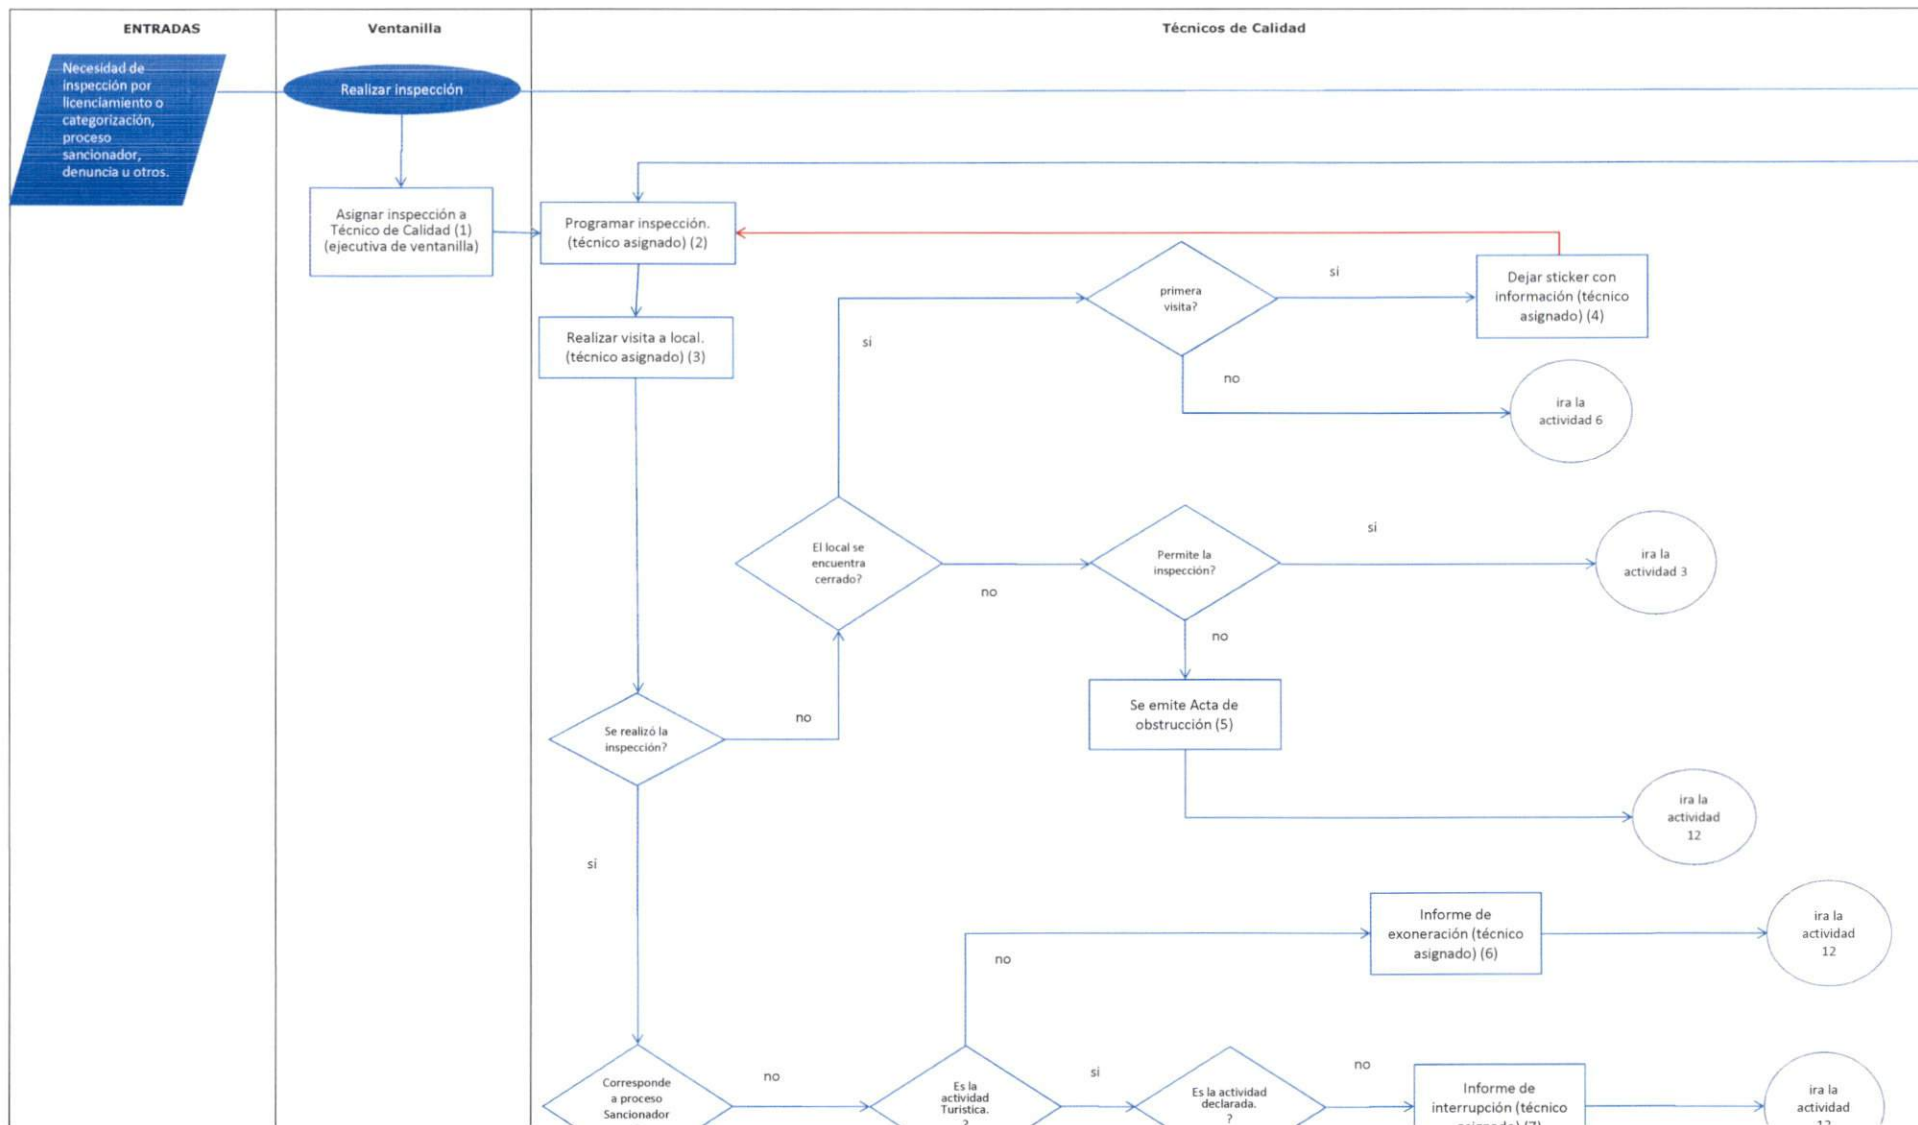 ENTRADAS
Ventanilla
Técnicos de Calidad
Necesidad de
inspección por
licenciamiento o
categorización,
proceso
sancionador,
denuncia u otros.
Realizar inspección
Asignar inspección a
Técnico de Calidad (1)
(ejecutiva de ventanilla)
Programar inspección.
(técnico asignado) (2)
Realizar visita a local.
(técnico asignado) (3)
primera
visita?
si
Dejar sticker con
información (técnico
asignado) (4)
si
no
ira la
actividad 6
El local se
encuentra
cerrado?
no
Permite la
inspección?
si
ira la
actividad 3
no
Se emite Acta de
obstrucción (5)
Se realizó la
inspección?
no
ira la
actividad
12
si
Informe de
exoneración (técnico
asignado) (6)
ira la
actividad
12
no
Corresponde
a proceso
Sancionador
no
Es la
actividad
Turistica.
?
si
Es la actividad
declarada.
?
no
Informe de
interrupción (técnico
asignado) (7)
ira la
actividad
12